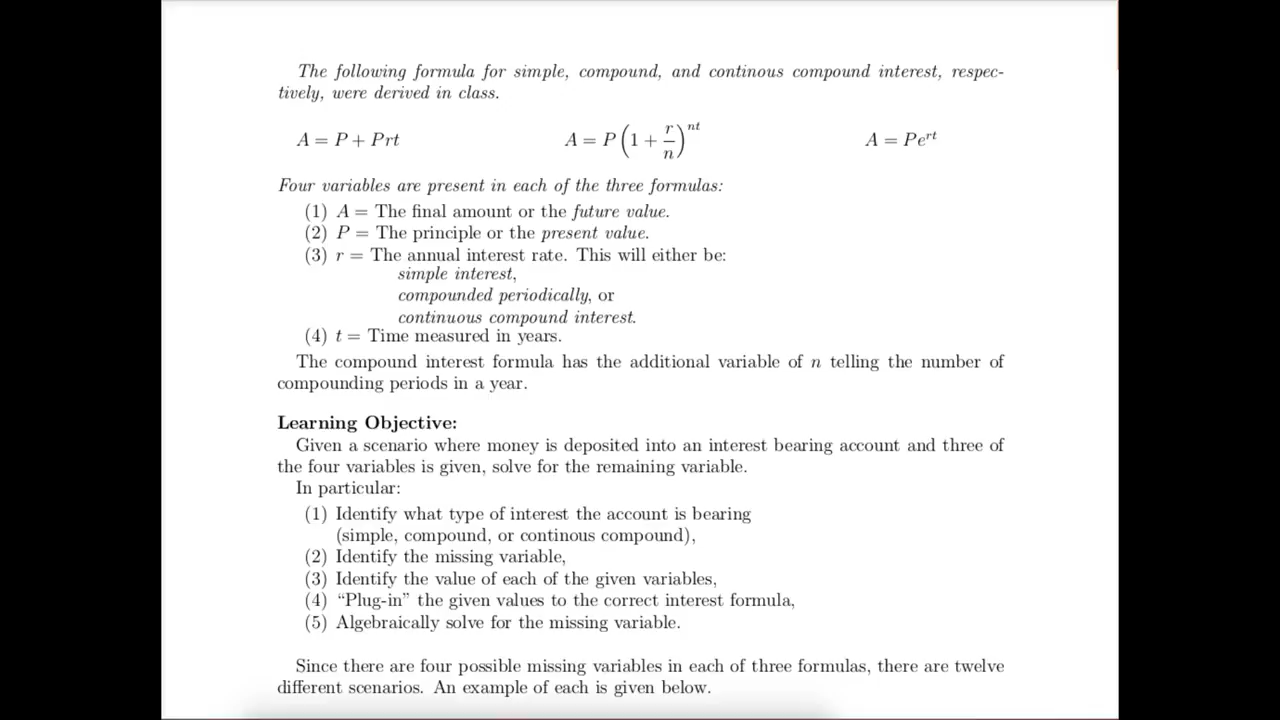 The following formula for simple, compound, and continous compound interest, respec-
tively, were derived in class.
A = P + Prt A = P(1 + r/n)^{nt} A = Pe^{rt}
Four variables are present in each of the three formulas:
(1) A = The final amount or the future value.
(2) P = The principle or the present value.
(3) r = The annual interest rate. This will either be:
simple interest,
compounded periodically, or
continuous compound interest.
(4) t = Time measured in years.
The compound interest formula has the additional variable of n telling the number of
compounding periods in a year.
Learning Objective:
Given a scenario where money is deposited into an interest bearing account and three of
the four variables is given, solve for the remaining variable.
In particular:
(1) Identify what type of interest the account is bearing
(simple, compound, or continous compound),
(2) Identify the missing variable,
(3) Identify the value of each of the given variables,
(4) “Plug-in” the given values to the correct interest formula,
(5) Algebraically solve for the missing variable.
Since there are four possible missing variables in each of three formulas, there are twelve
different scenarios. An example of each is given below.